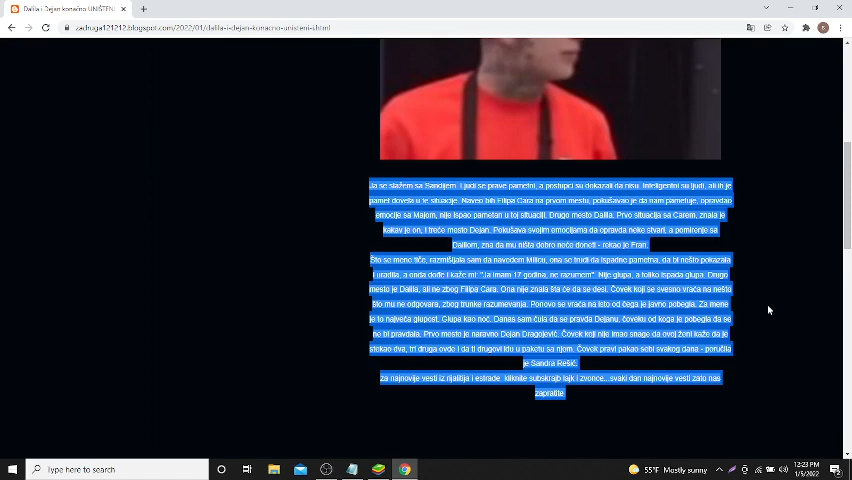 Dalila i Dejan konačno UNIŠTENI
zadruga121212.blogspot.com/2022/01/dalila-i-dejan-konacno-unisteni-i.html
Ja se slažem sa Sandijem. Ljudi se prave pametni, a postupci su dokazali da nisu. Inteligentni su ljudi, ali ih je
pamet dovela u te situacije. Naveo bih Filipa Cara na prvom mestu, pokušavao je da nam pametuje, opravdao
emocije sa Majom, nije ispao pametan u toj situaciji. Drugo mesto Dalila. Prvo situacija sa Carem, znala je
kakav je on, i treće mesto Dejan. Pokušava svojim emocijama da opravda neke stvari, a pomirenje sa
Dalilom, zna da mu ništa dobro neće doneti - rekao je Fran.
Što se mene tiče, razmišljala sam da navedem Milicu, ona se trudi da ispadne pametna, da bi nešto pokazala
i uradila, a onda dođe i kaže mi: "Ja imam 17 godina, ne razumem". Nije glupa, a toliko ispada glupa. Drugo
mesto je Dalila, ali ne zbog Filipa Cara. Ona nije znala šta će da se desi. Čovek koji se svesno vraća na nešto
što mu ne odgovara, zbog trunke razumevanja. Ponovo se vraća na isto od čega je javno pobegla. Za mene
je to najveća glupost. Glupa kao noć. Danas sam čula da se pravda Dejanu, čoveku od koga je pobegla da se
ne bi pravdala. Prvo mesto je naravno Dejan Dragojević. Čovek koji nije imao snage da ovoj ženi kaže da je
stekao dva, tri druga ovde i da ti drugovi idu u paketu sa njom. Čovek pravi pakao sebi svakog dana - poručila
je Sandra Rešić.
za najnovije vesti iz rijalitija i estrade kliknite subskrajb lajk i zvonce...svaki dan najnovije vesti zato nas
zapratite
Type here to search
55°F Mostly sunny
12:23 PM
1/5/2022